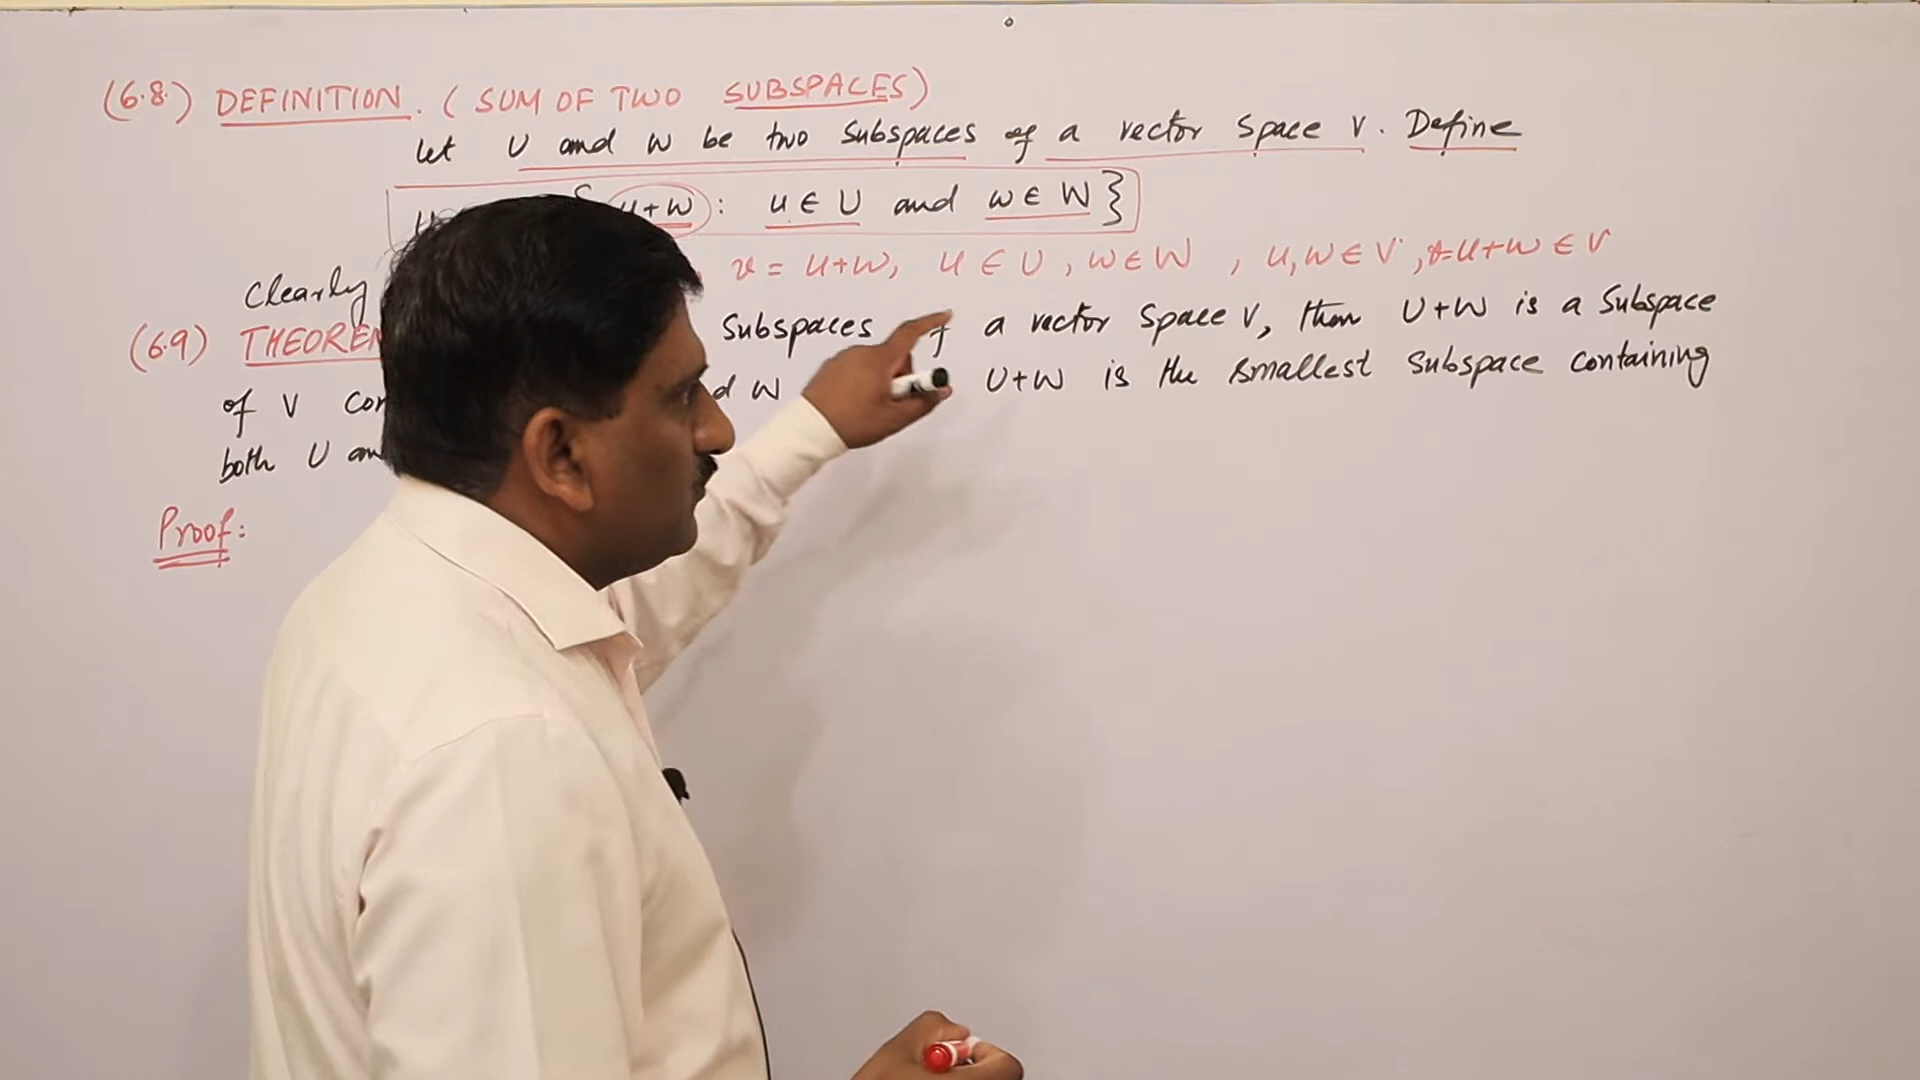 (6.8.) DEFINITION. (SUM OF TWO SUBSPACES)
Let U and W be two subspaces of a vector space V. Define
u+w : u ∈ U and w ∈ W }
Clearly v = u+w, u ∈ U, w ∈ W, u,w ∈ V, v=u+w ∈ V
(6.9) THEOREM Subspaces of a vector space V, then U+W is a subspace
of V W U+W is the smallest subspace containing
both U
Proof: